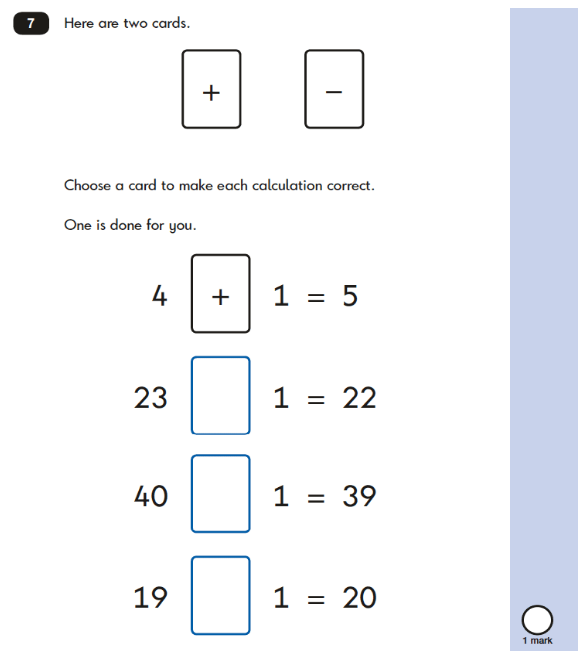 7 Here are two cards.
+ −
Choose a card to make each calculation correct.
One is done for you.
4 + 1 = 5
23 1 = 22
40 1 = 39
19 1 = 20
1 mark